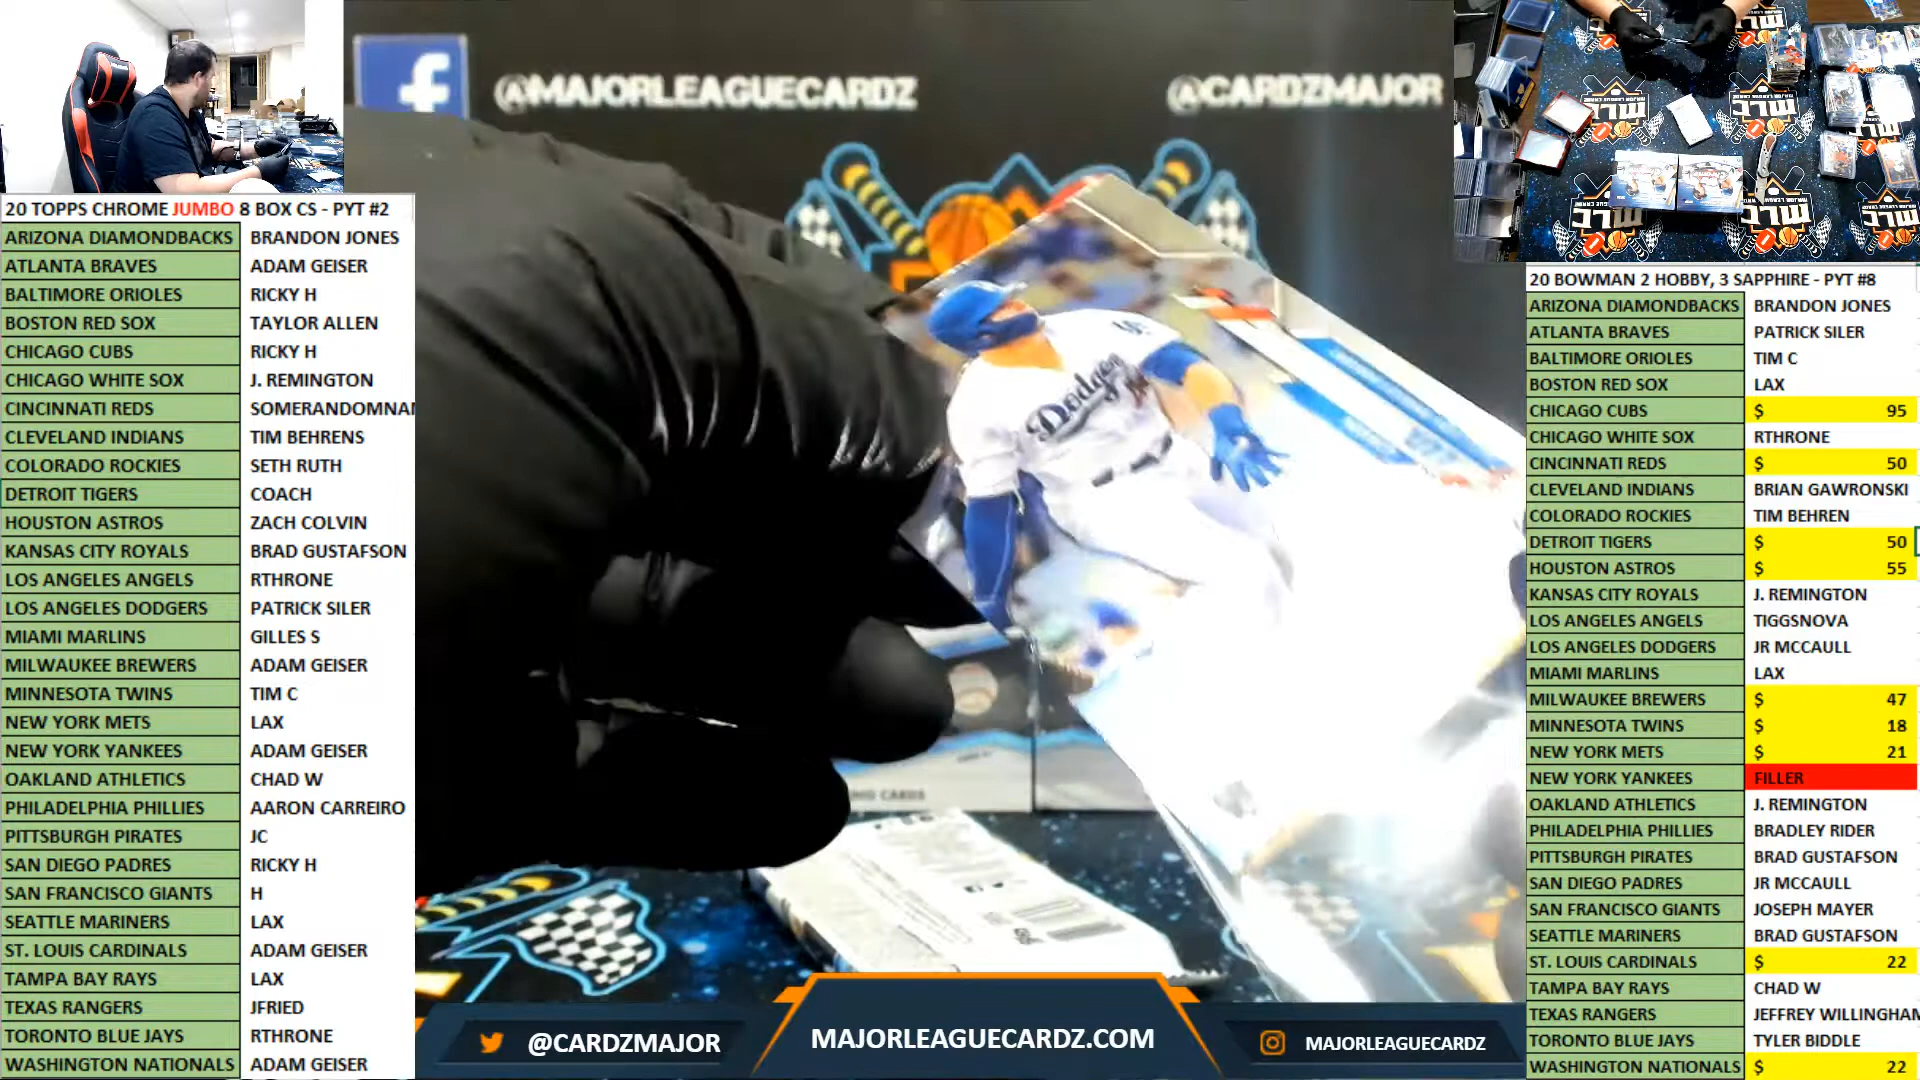 @MAJORLEAGUECARDZ
@CARDZMAJOR
20 TOPPS CHROME JUMBO 8 BOX CS - PYT #2
ARIZONA DIAMONDBACKS BRANDON JONES
ATLANTA BRAVES ADAM GEISER
BALTIMORE ORIOLES RICKY H
BOSTON RED SOX TAYLOR ALLEN
CHICAGO CUBS RICKY H
CHICAGO WHITE SOX J. REMINGTON
CINCINNATI REDS SOMERANDOMNA
CLEVELAND INDIANS TIM BEHRENS
COLORADO ROCKIES SETH RUTH
DETROIT TIGERS COACH
HOUSTON ASTROS ZACH COLVIN
KANSAS CITY ROYALS BRAD GUSTAFSON
LOS ANGELES ANGELS RTHRONE
LOS ANGELES DODGERS PATRICK SILER
MIAMI MARLINS GILLES S
MILWAUKEE BREWERS ADAM GEISER
MINNESOTA TWINS TIM C
NEW YORK METS LAX
NEW YORK YANKEES ADAM GEISER
OAKLAND ATHLETICS CHAD W
PHILADELPHIA PHILLIES AARON CARREIRO
PITTSBURGH PIRATES JC
SAN DIEGO PADRES RICKY H
SAN FRANCISCO GIANTS H
SEATTLE MARINERS LAX
ST. LOUIS CARDINALS ADAM GEISER
TAMPA BAY RAYS LAX
TEXAS RANGERS JFRIED
TORONTO BLUE JAYS RTHRONE
WASHINGTON NATIONALS ADAM GEISER
Dodgers
@CARDZMAJOR
MAJORLEAGUECARDZ.COM
MAJORLEAGUECARDZ
20 BOWMAN 2 HOBBY, 3 SAPPHIRE - PYT #8
ARIZONA DIAMONDBACKS BRANDON JONES
ATLANTA BRAVES PATRICK SILER
BALTIMORE ORIOLES TIM C
BOSTON RED SOX LAX
CHICAGO CUBS $ 95
CHICAGO WHITE SOX RTHRONE
CINCINNATI REDS $ 50
CLEVELAND INDIANS BRIAN GAWRONSKI
COLORADO ROCKIES TIM BEHREN
DETROIT TIGERS $ 50
HOUSTON ASTROS $ 55
KANSAS CITY ROYALS J. REMINGTON
LOS ANGELES ANGELS TIGGSNOVA
LOS ANGELES DODGERS JR MCCAULL
MIAMI MARLINS LAX
MILWAUKEE BREWERS $ 47
MINNESOTA TWINS $ 18
NEW YORK METS $ 21
NEW YORK YANKEES FILLER
OAKLAND ATHLETICS J. REMINGTON
PHILADELPHIA PHILLIES BRADLEY RIDER
PITTSBURGH PIRATES BRAD GUSTAFSON
SAN DIEGO PADRES JR MCCAULL
SAN FRANCISCO GIANTS JOSEPH MAYER
SEATTLE MARINERS BRAD GUSTAFSON
ST. LOUIS CARDINALS $ 22
TAMPA BAY RAYS CHAD W
TEXAS RANGERS JEFFREY WILLINGHAM
TORONTO BLUE JAYS TYLER BIDDLE
WASHINGTON NATIONALS $ 22